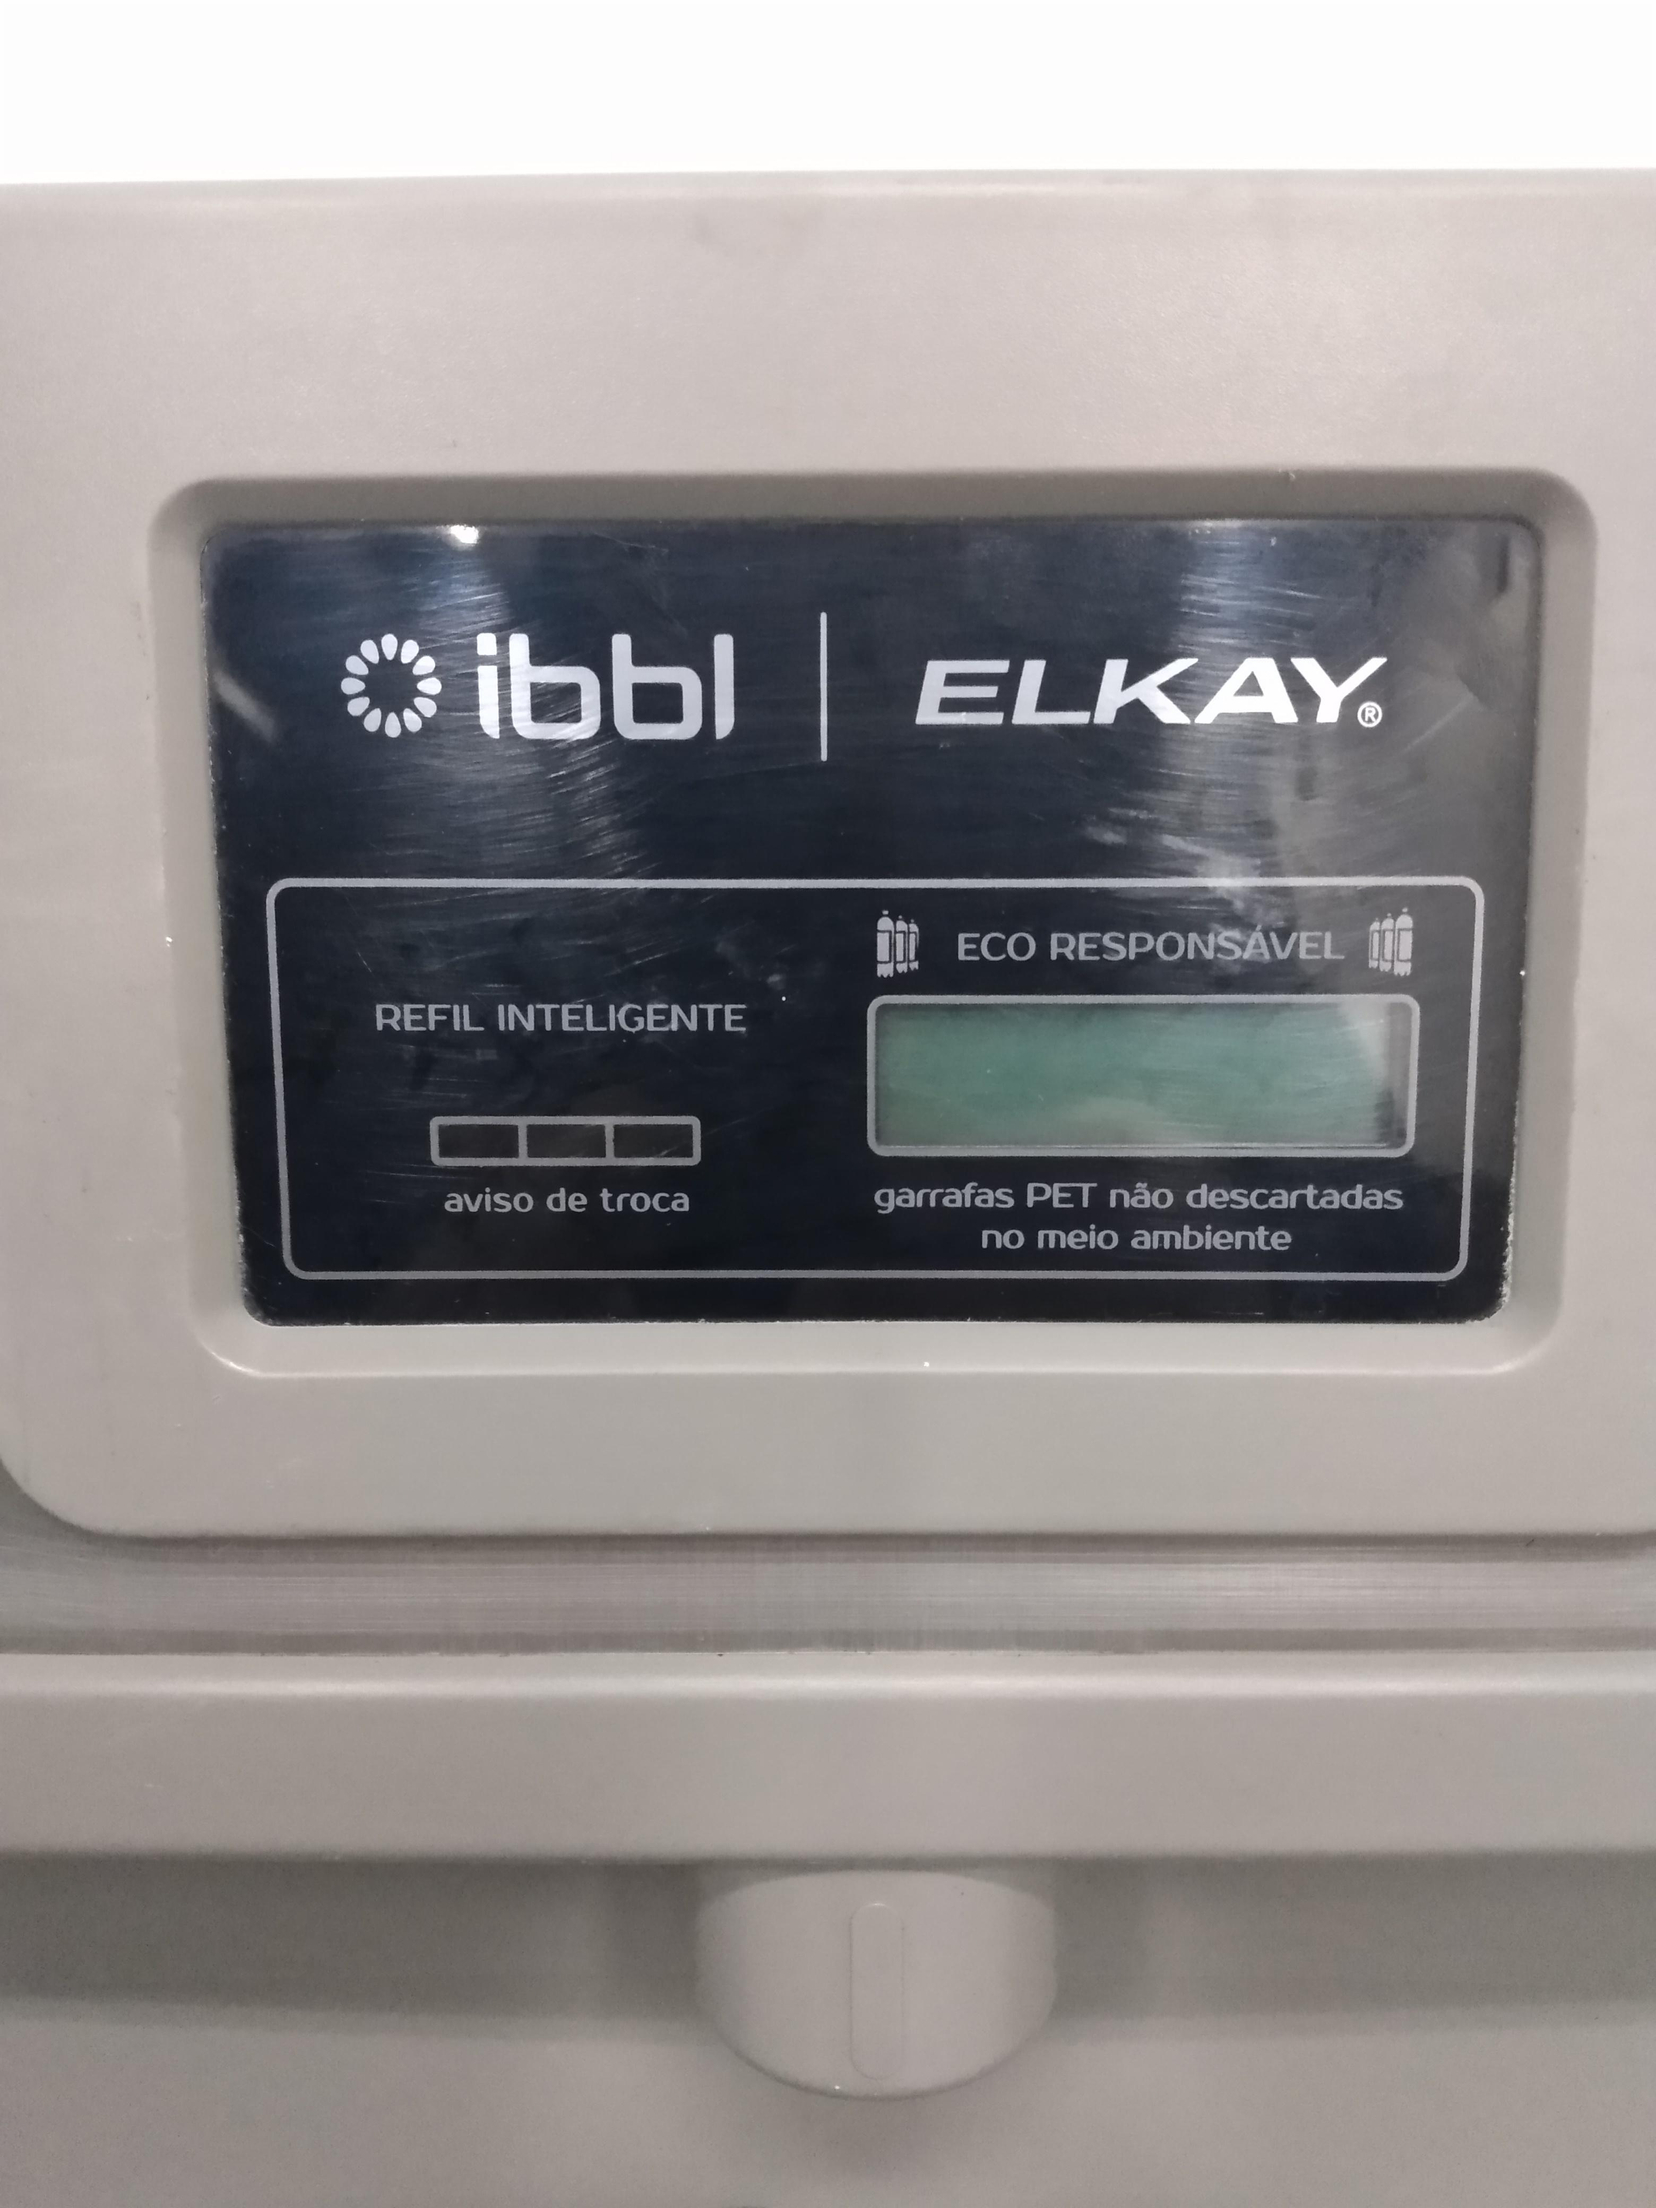 ibbl | ELKAY®
ECO RESPONSÁVEL
REFIL INTELIGENTE
aviso de troca
garrafas PET não descartadas
no meio ambiente